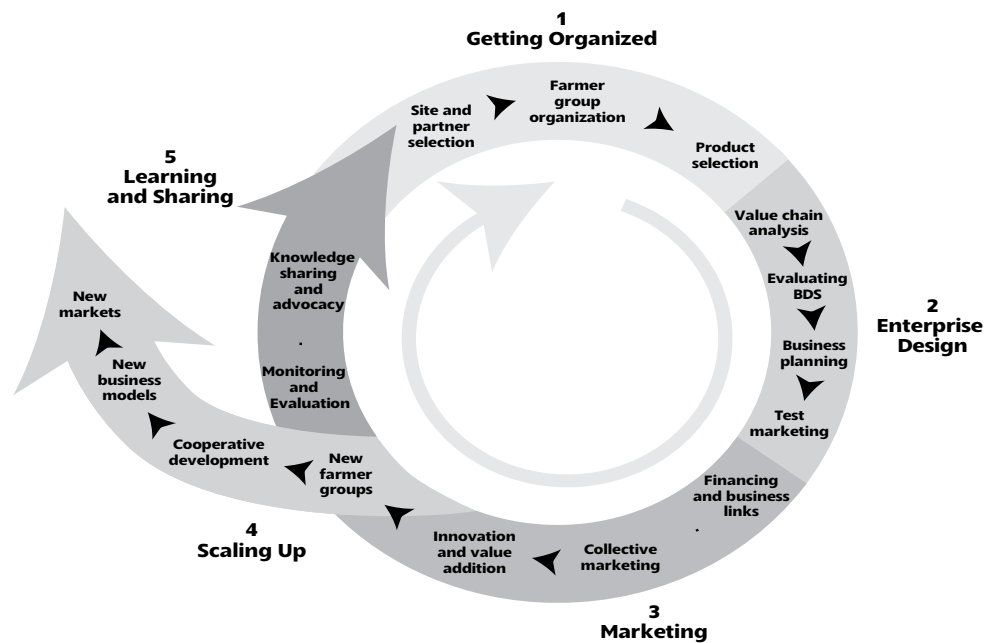 1
Getting Organized
Site and
partner
selection
Farmer
group
organization
Product
selection
2
Enterprise
Design
Value chain
analysis
Evaluating
BDS
Business
planning
Test
marketing
3
Marketing
Financing
and business
links
.
Collective
marketing
Innovation
and value
addition
4
Scaling Up
New
farmer
groups
Cooperative
development
New
business
models
New
markets
5
Learning
and Sharing
Knowledge
sharing
and
advocacy
.
Monitoring
and
Evaluation